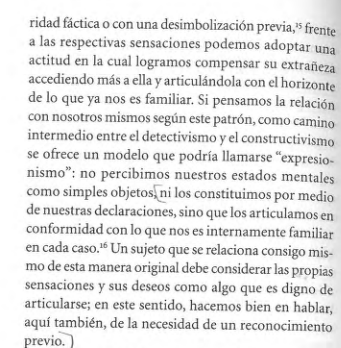 ridad fáctica o con una desimbolización previa,²⁵ frente
a las respectivas sensaciones podemos adoptar una
actitud en la cual logramos compensar su extrañeza
accediendo más a ella y articulándola con el horizonte
de lo que ya nos es familiar. Si pensamos la relación
con nosotros mismos según este patrón, como camino
intermedio entre el detectivismo y el constructivismo
se ofrece un modelo que podría llamarse “expresio-
nismo”: no percibimos nuestros estados mentales
como simples objetos, ni los constituimos por medio
de nuestras declaraciones, sino que los articulamos en
conformidad con lo que nos es internamente familiar
en cada caso.²⁶ Un sujeto que se relaciona consigo mis-
mo de esta manera original debe considerar las propias
sensaciones y sus deseos como algo que es digno de
articularse; en este sentido, hacemos bien en hablar,
aquí también, de la necesidad de un reconocimiento
previo.